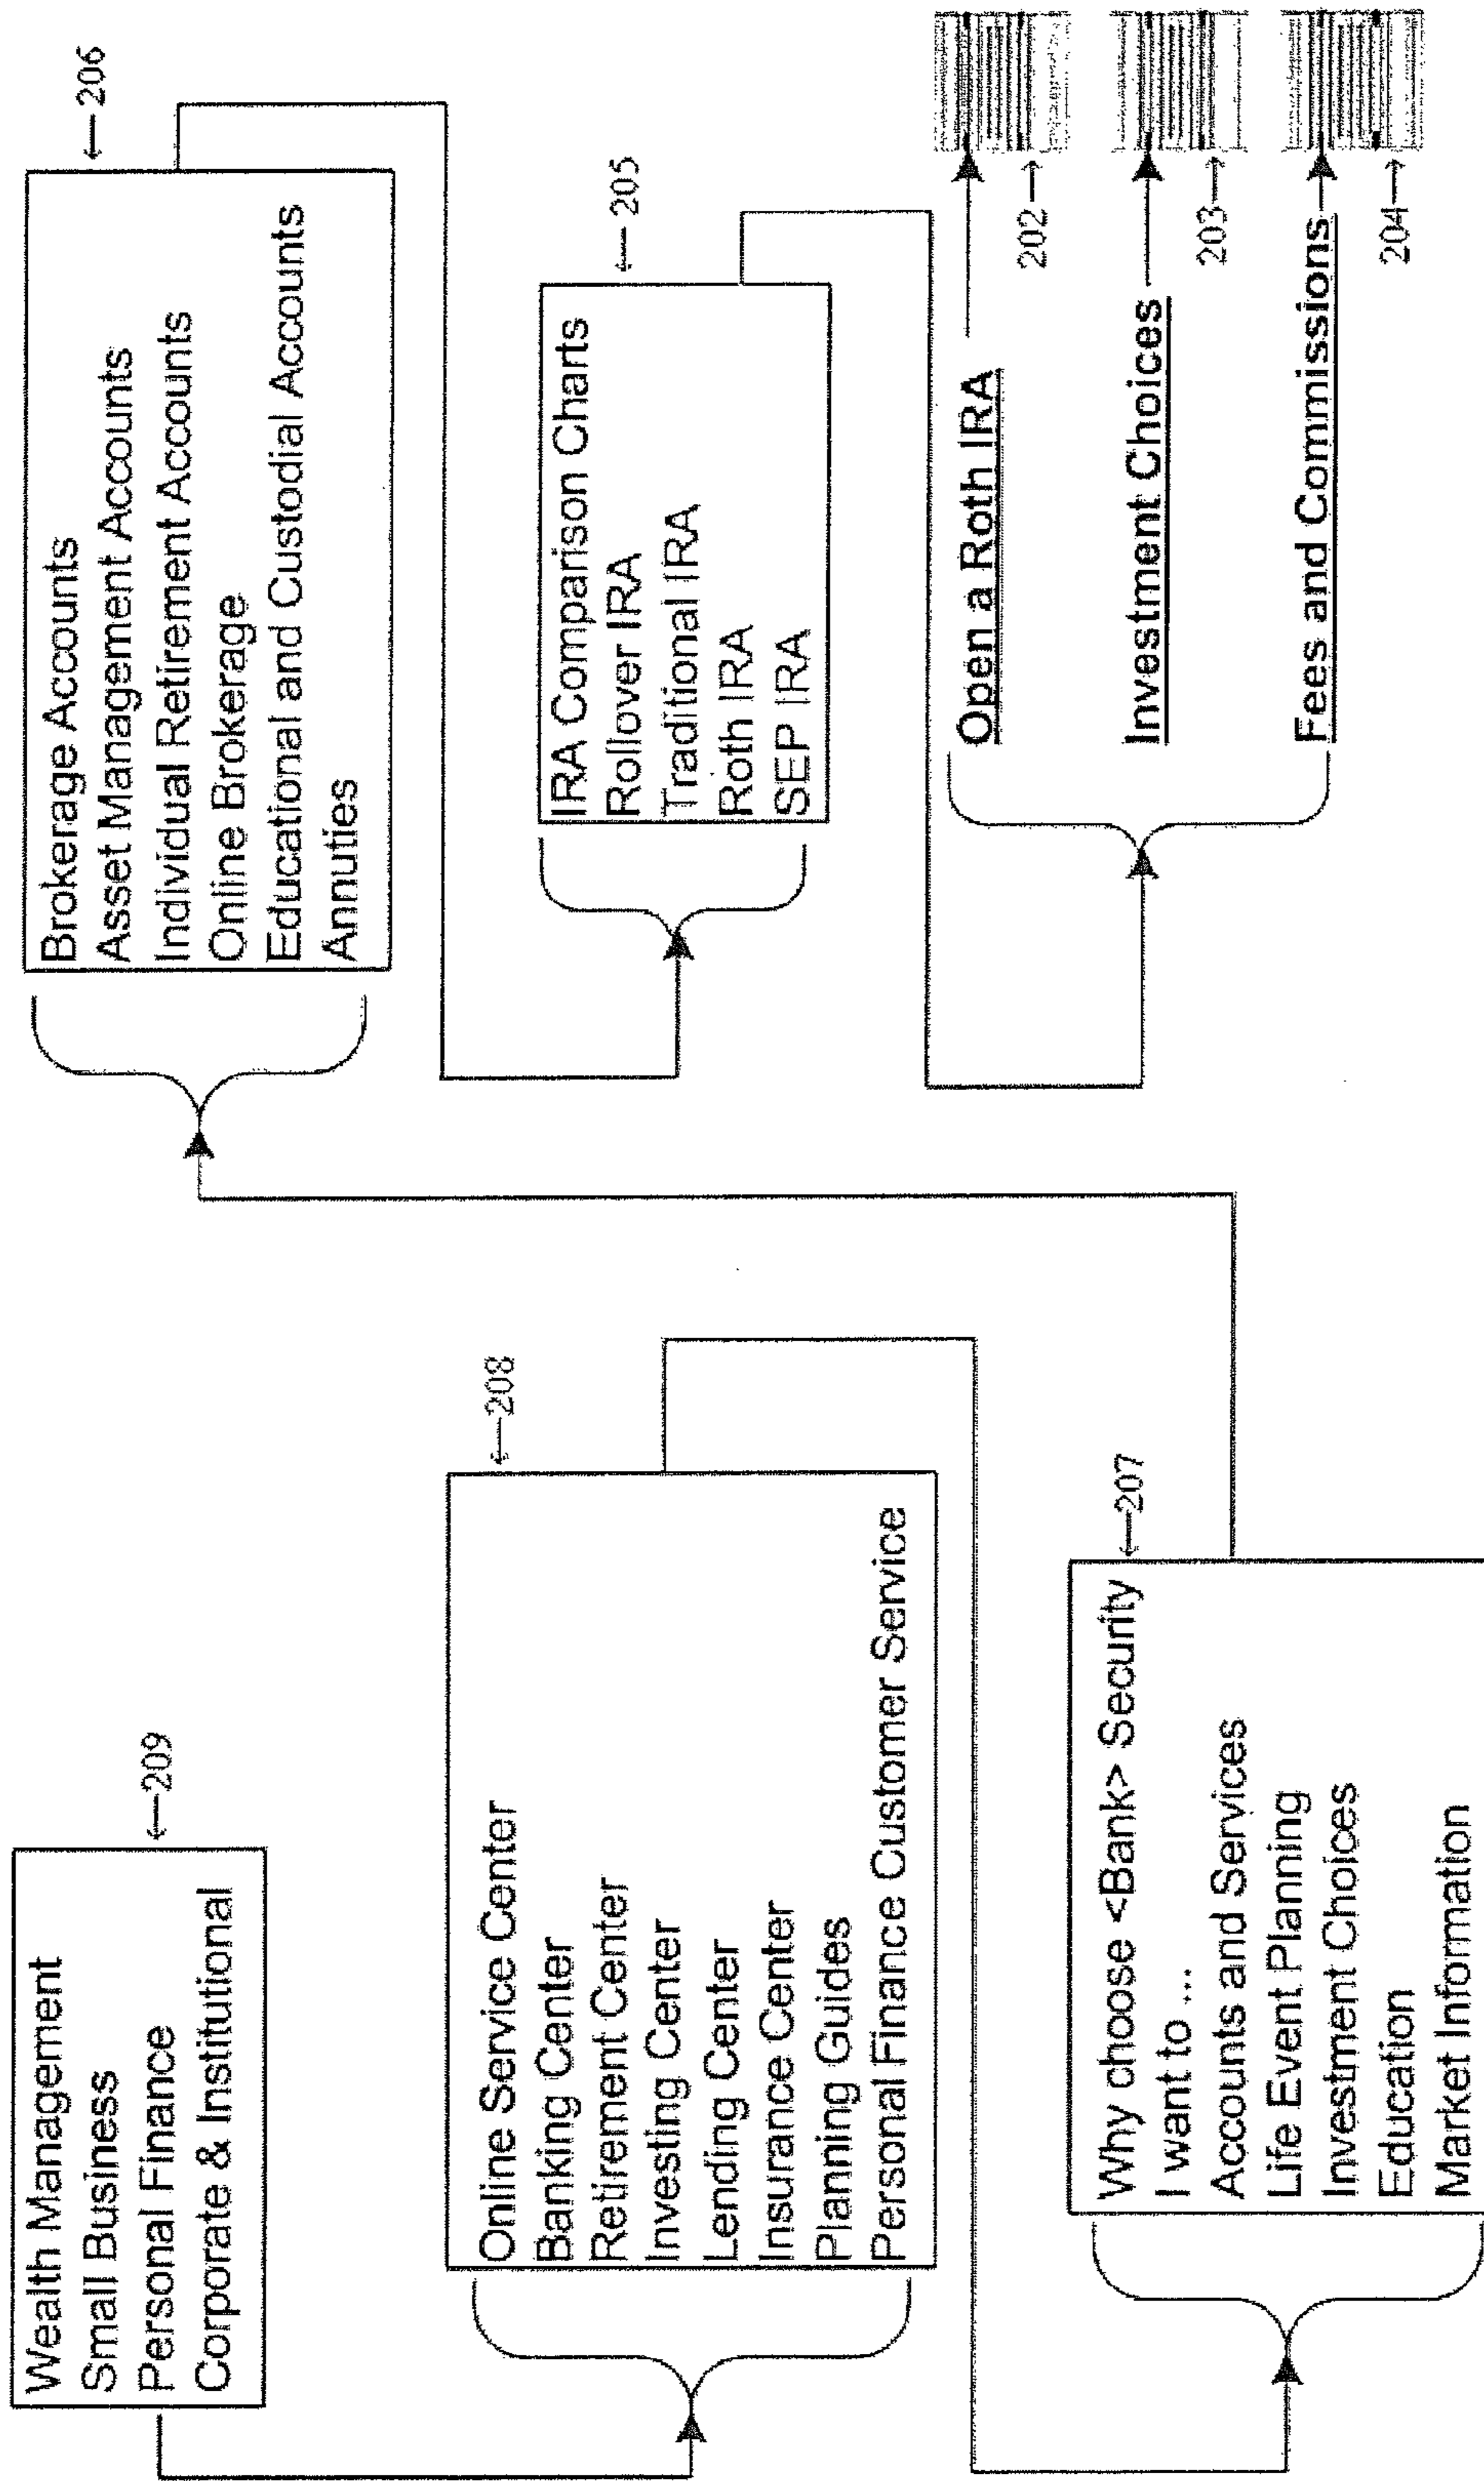 Wealth Management
Small Business
Personal Finance
Corporate & Institutional
←209
Online Service Center
Banking Center
Retirement Center
Investing Center
Lending Center
Insurance Center
Planning Guides
Personal Finance Customer Service
←208
Why choose <Bank> Security
I want to ...
Accounts and Services
Life Event Planning
Investment Choices
Education
Market Information
←207
Brokerage Accounts
Asset Management Accounts
Individual Retirement Accounts
Online Brokerage
Educational and Custodial Accounts
Annuties
←206
IRA Comparison Charts
Rollover IRA
Traditional IRA
Roth IRA
SEP IRA
←205
Open a Roth IRA
202→
Investment Choices
203→
Fees and Commissions
204→